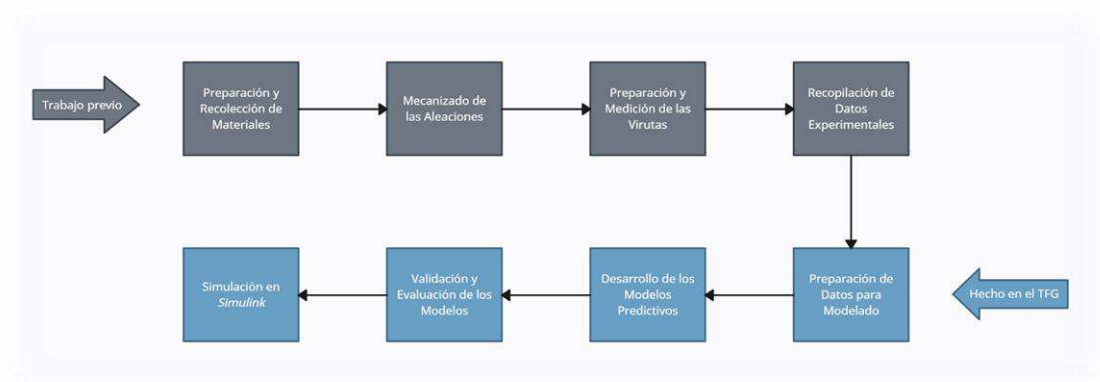 Trabajo previo
Preparación y
Recolección de
Materiales
Mecanizado de
las Aleaciones
Preparación y
Medición de las
Virutas
Recopilación de
Datos
Experimentales
Simulación en
Simulink
Validación y
Evaluación de los
Modelos
Desarrollo de los
Modelos
Predictivos
Preparación de
Datos para
Modelado
Hecho en el TFG